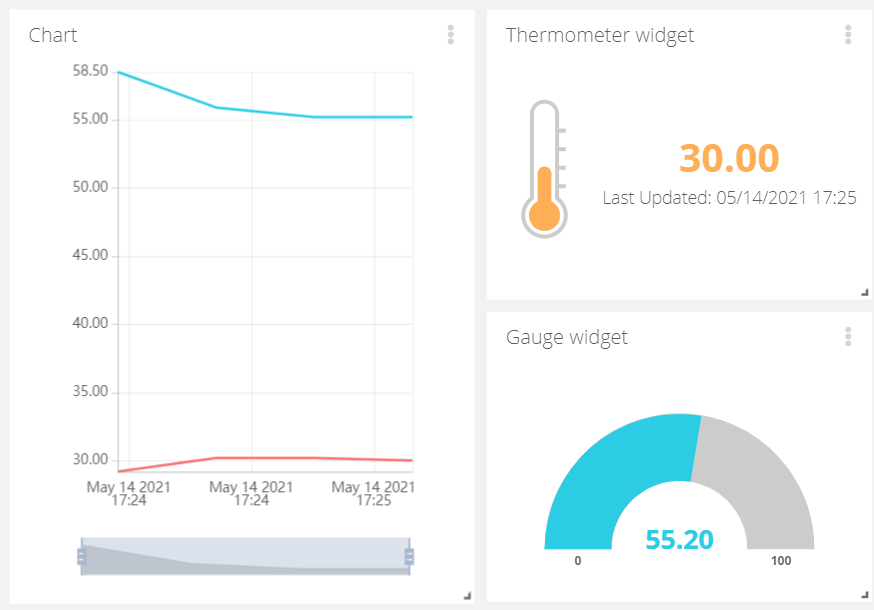 Chart
58.50
55.00
50.00
45.00
40.00
35.00
30.00
May 14 2021 May 14 2021 May 14 2021
17:24 17:24 17:25
Thermometer widget
30.00
Last Updated: 05/14/2021 17:25
Gauge widget
55.20
0 100